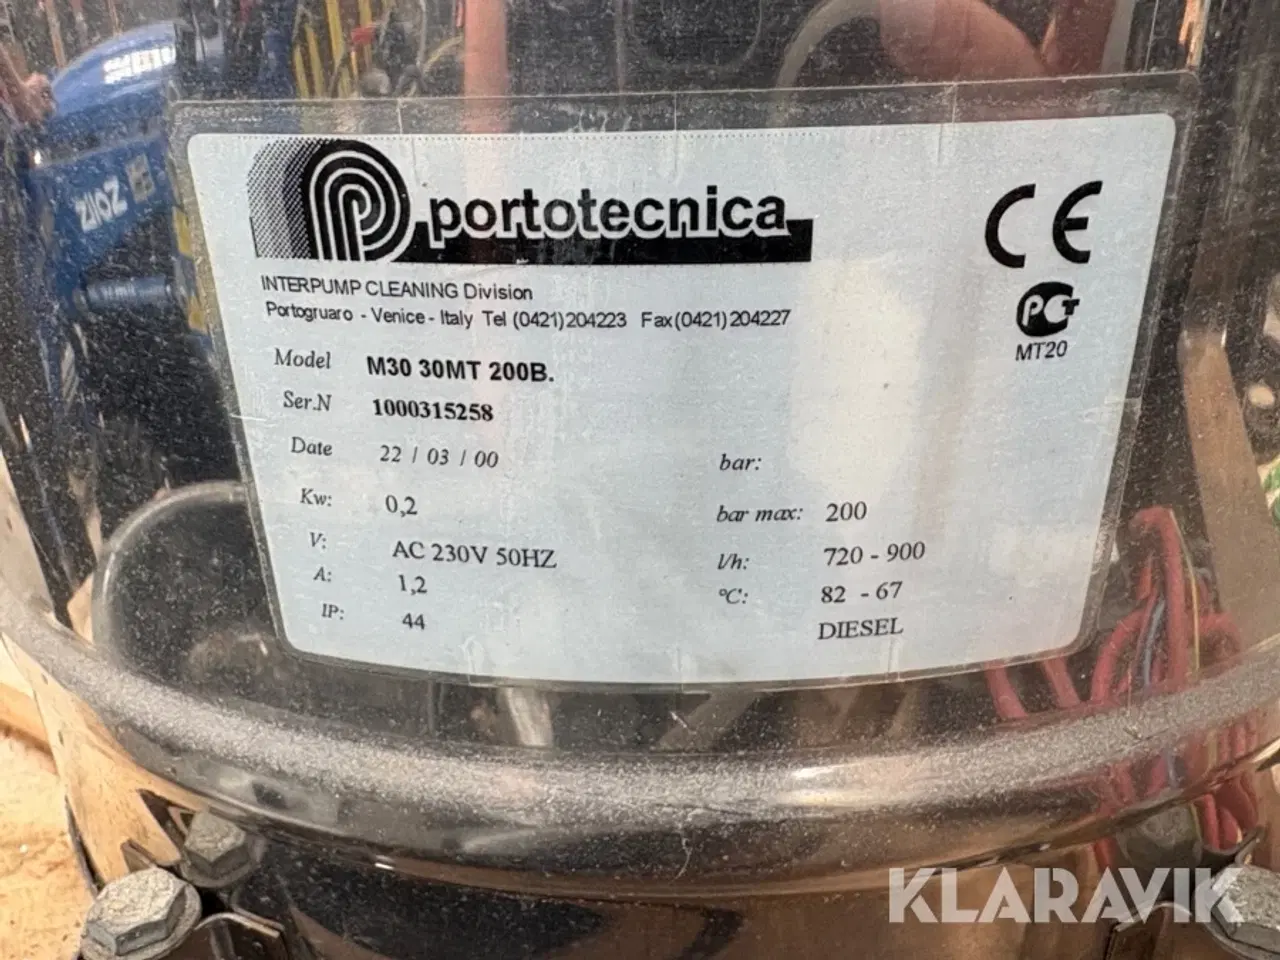 portotecnica
CE
INTERPUMP CLEANING Division
Portogruaro - Venice - Italy Tel (0421)204223 Fax(0421)204227
PCT
MT20
Model M30 30MT 200B.
Ser.N 1000315258
Date 22 / 03 / 00
bar:
Kw: 0,2
bar max: 200
V: AC 230V 50HZ
l/h: 720 - 900
A: 1,2
°C: 82 - 67
IP: 44
DIESEL
KLARAVIK